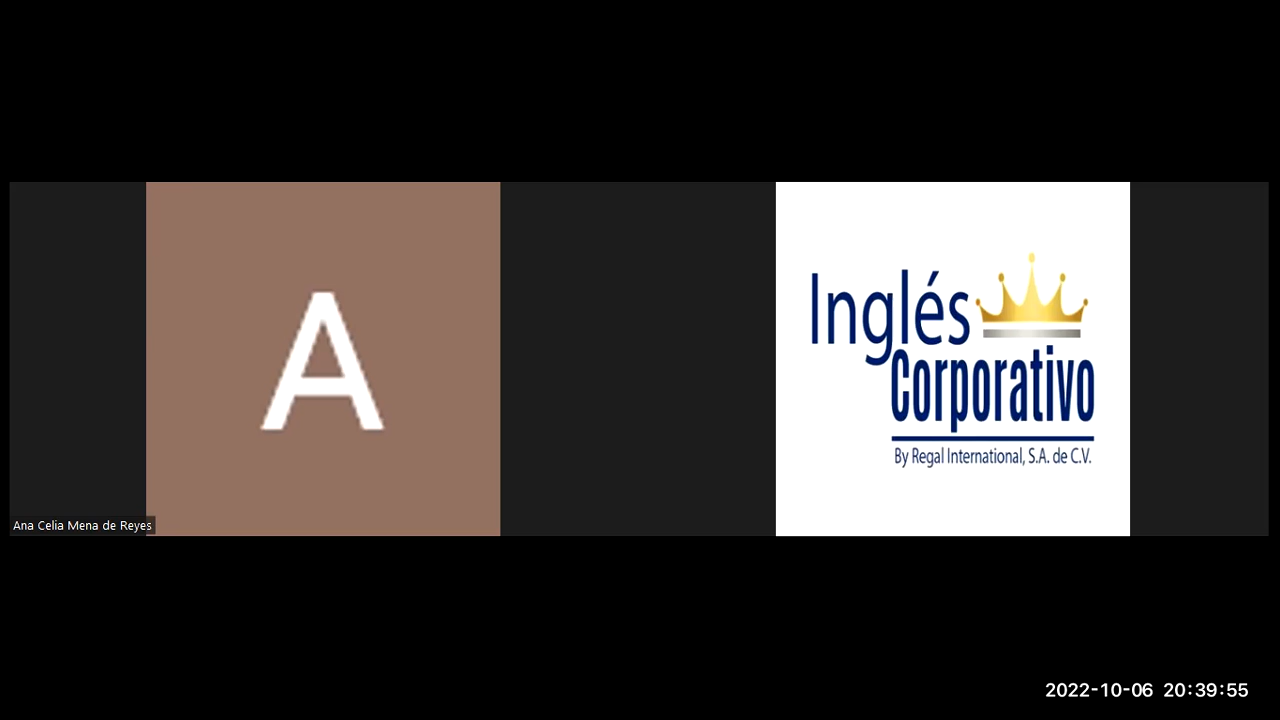 A
Inglés
Corporativo
By Regal International, S.A. de C.V.
Ana Celia Mena de Reyes
2022-10-06 20:39:55